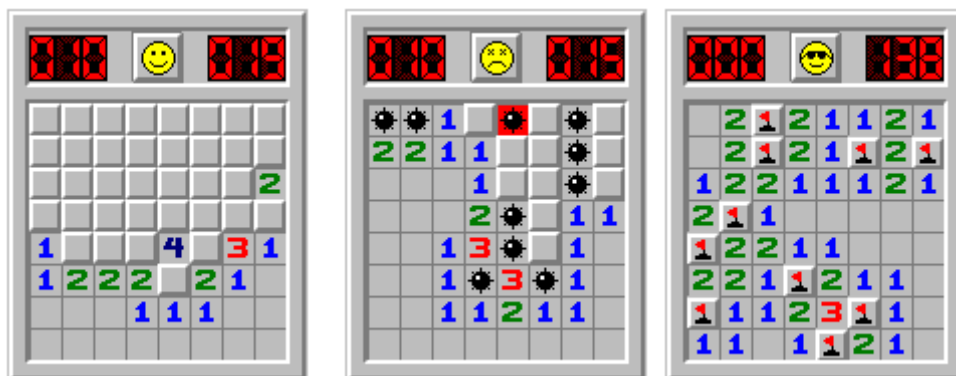 010 019
2
1 4 3 1
1 2 2 2 2 1
1 1 1
010 015
1
2 2 1 1
1
2 1 1
1 3 1
1 3 1
1 1 2 1 1
000
2 2 1 1 2 1
2 2 1 2
1 2 2 1 1 1 2 1
2 1
2 2 1 1
2 2 1 2 1 1
1 1 2 3 1
1 1 1 2 1